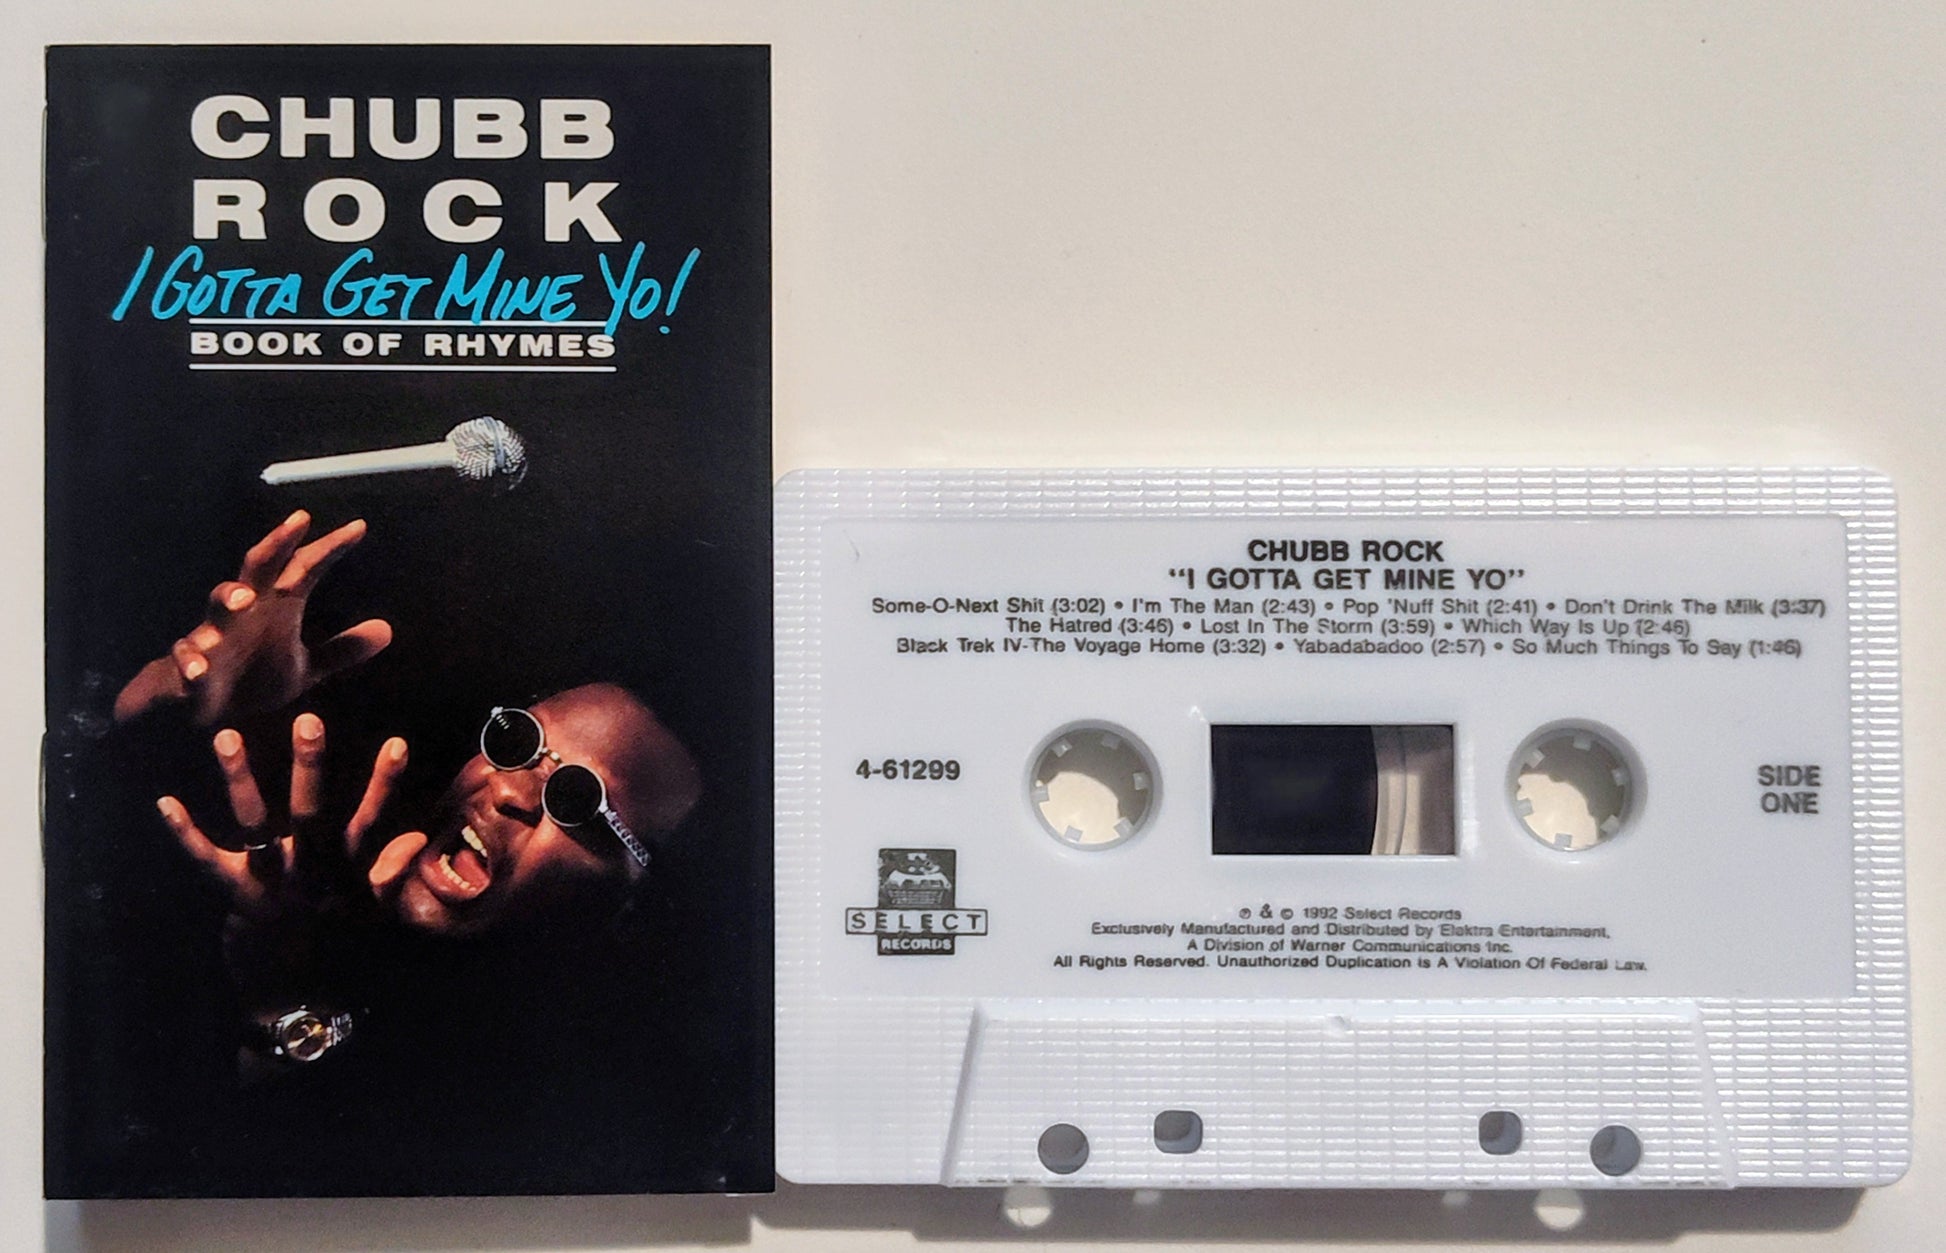 CHUBB
ROCK
I GOTTA GET MINE YO!
BOOK OF RHYMES
CHUBB ROCK
"I GOTTA GET MINE YO"
Some-O-Next Shit (3:02) • I'm The Man (2:43) • Pop 'Nuff Shit (2:41) • Don't Drink The Milk (3:37)
The Hatred (3:46) • Lost In The Storm (3:59) • Which Way Is Up (2:46)
Black Trek IV-The Voyage Home (3:32) • Yabadabadoo (2:57) • So Much Things To Say (1:46)
4-61299
SIDE
ONE
SELECT
RECORDS
℗ & © 1992 Select Records
Exclusively Manufactured and Distributed by Elektra Entertainment,
A Division of Warner Communications Inc.
All Rights Reserved. Unauthorized Duplication Is A Violation Of Federal Law.